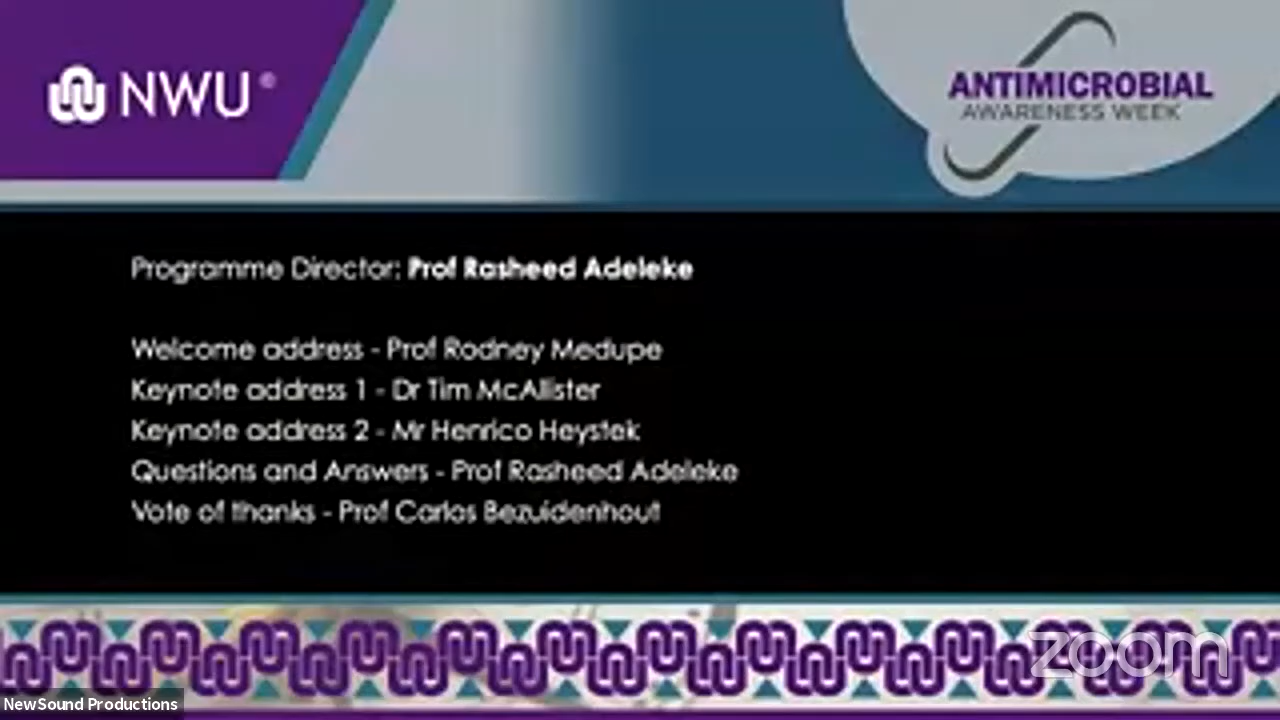 NWU
ANTIMICROBIAL
AWARENESS WEEK
Programme Director: Prof Rasheed Adeleke
Welcome address - Prof Rodney Medupe
Keynote address 1 - Dr Tim McAllister
Keynote address 2 - Mr Henrico Heystek
Questions and Answers - Prof Rasheed Adeleke
Vote of thanks - Prof Carlos Bezuidenhout
zoom
NewSound Productions